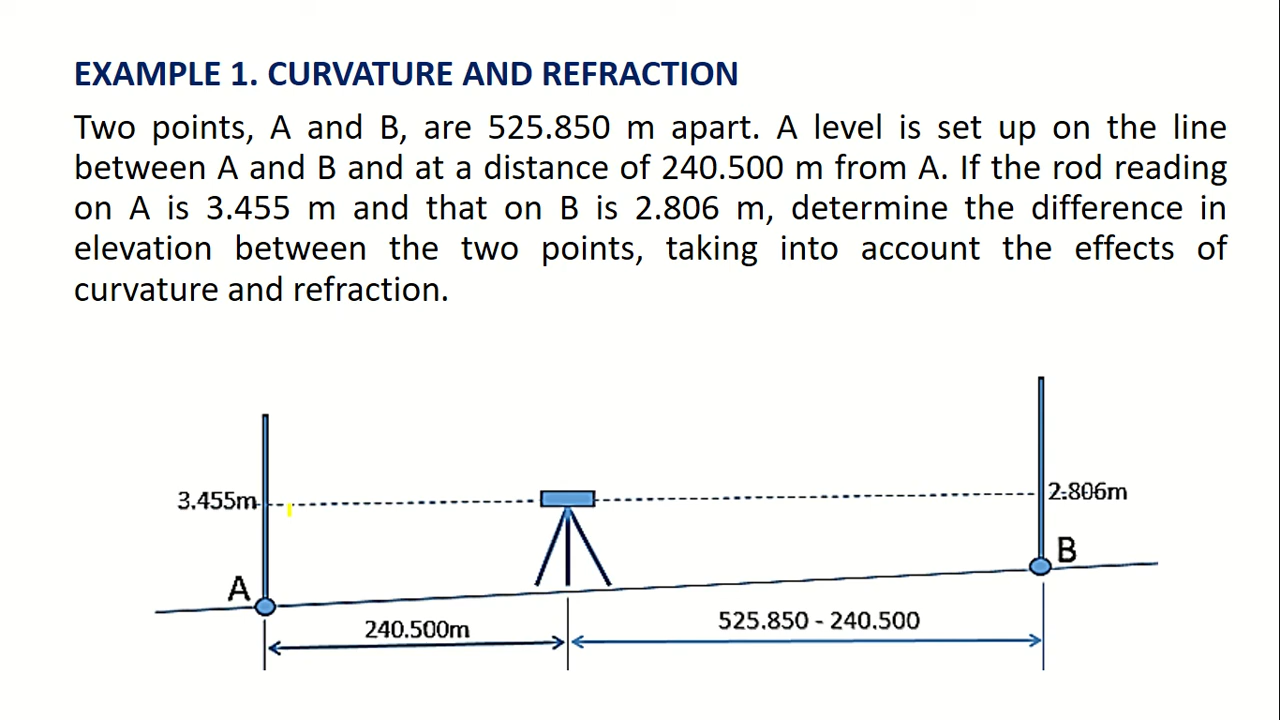 EXAMPLE 1. CURVATURE AND REFRACTION
Two points, A and B, are 525.850 m apart. A level is set up on the line
between A and B and at a distance of 240.500 m from A. If the rod reading
on A is 3.455 m and that on B is 2.806 m, determine the difference in
elevation between the two points, taking into account the effects of
curvature and refraction.
3.455m
2.806m
A
B
240.500m
525.850 - 240.500